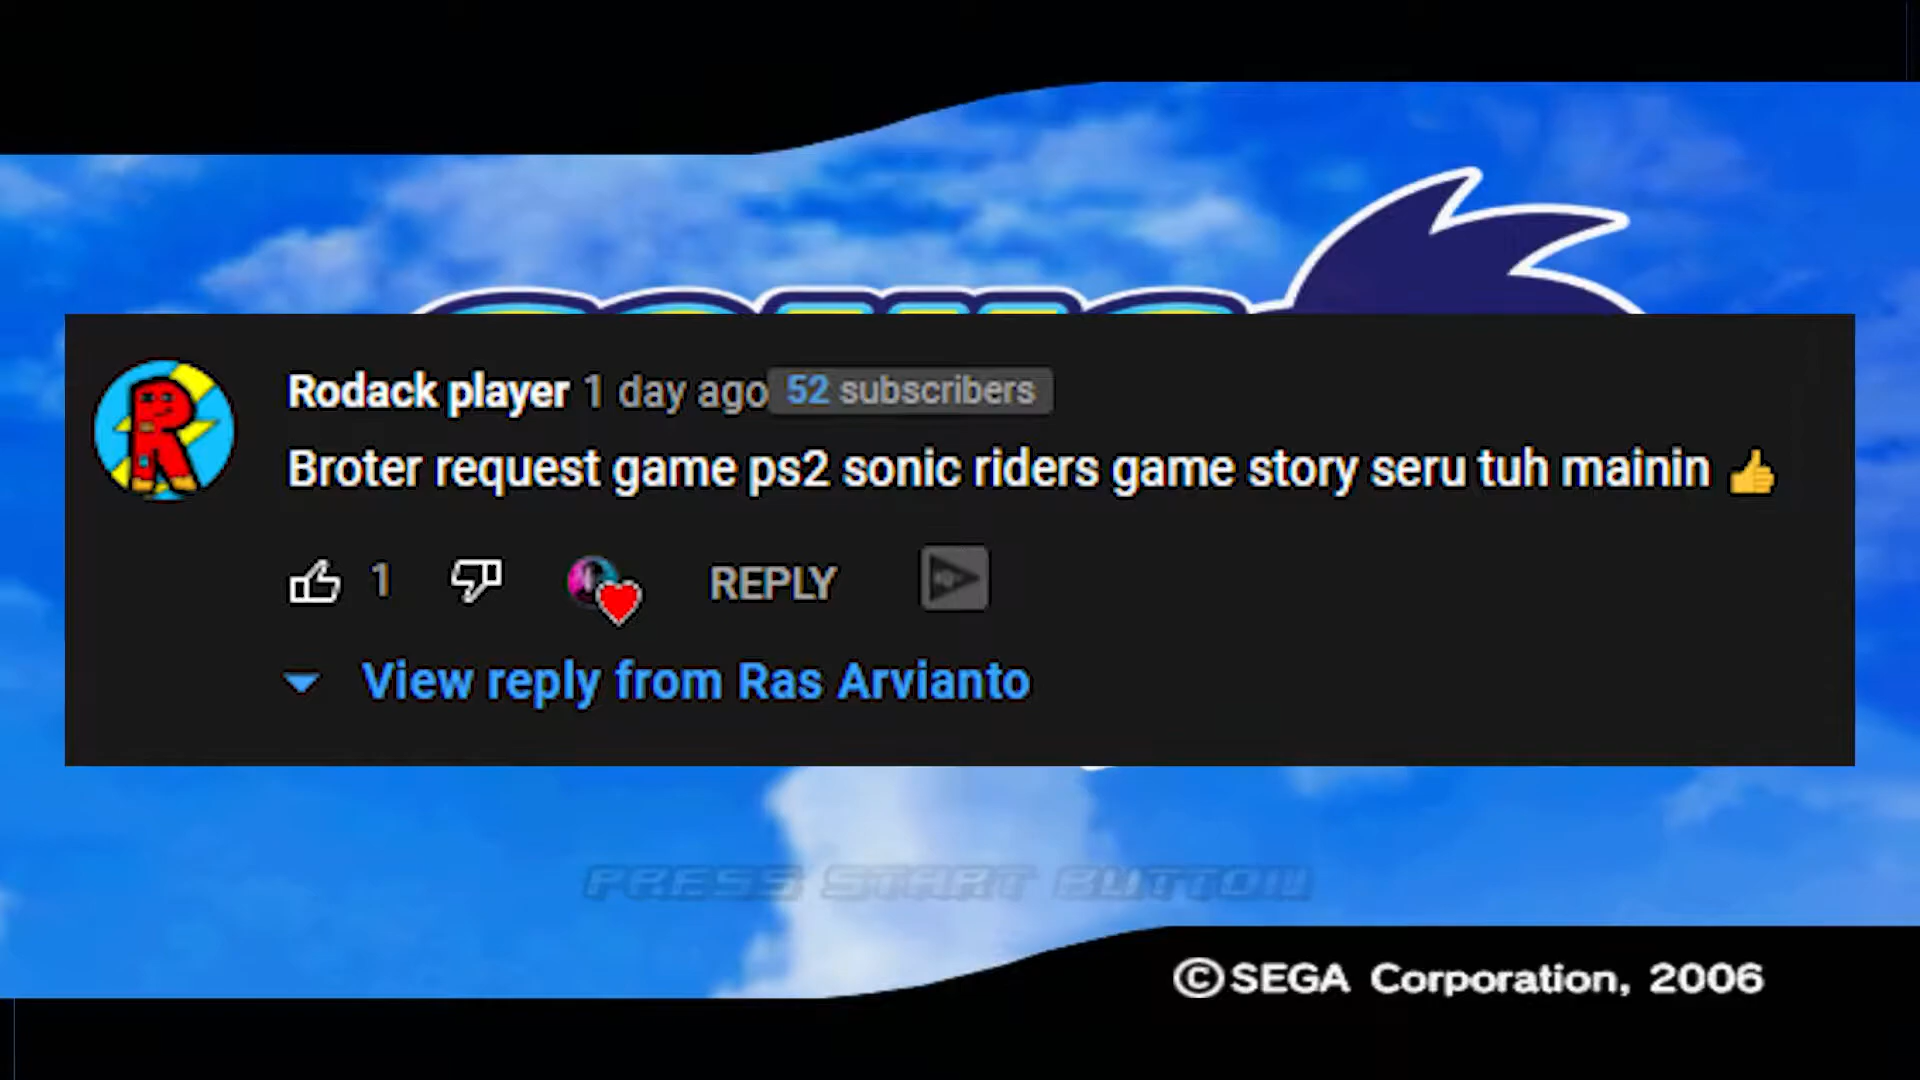 Rodack player 1 day ago 52 subscribers
Broter request game ps2 sonic riders game story seru tuh mainin 👍
1 REPLY
View reply from Ras Arvianto
PRESS START BUTTON
©SEGA Corporation, 2006